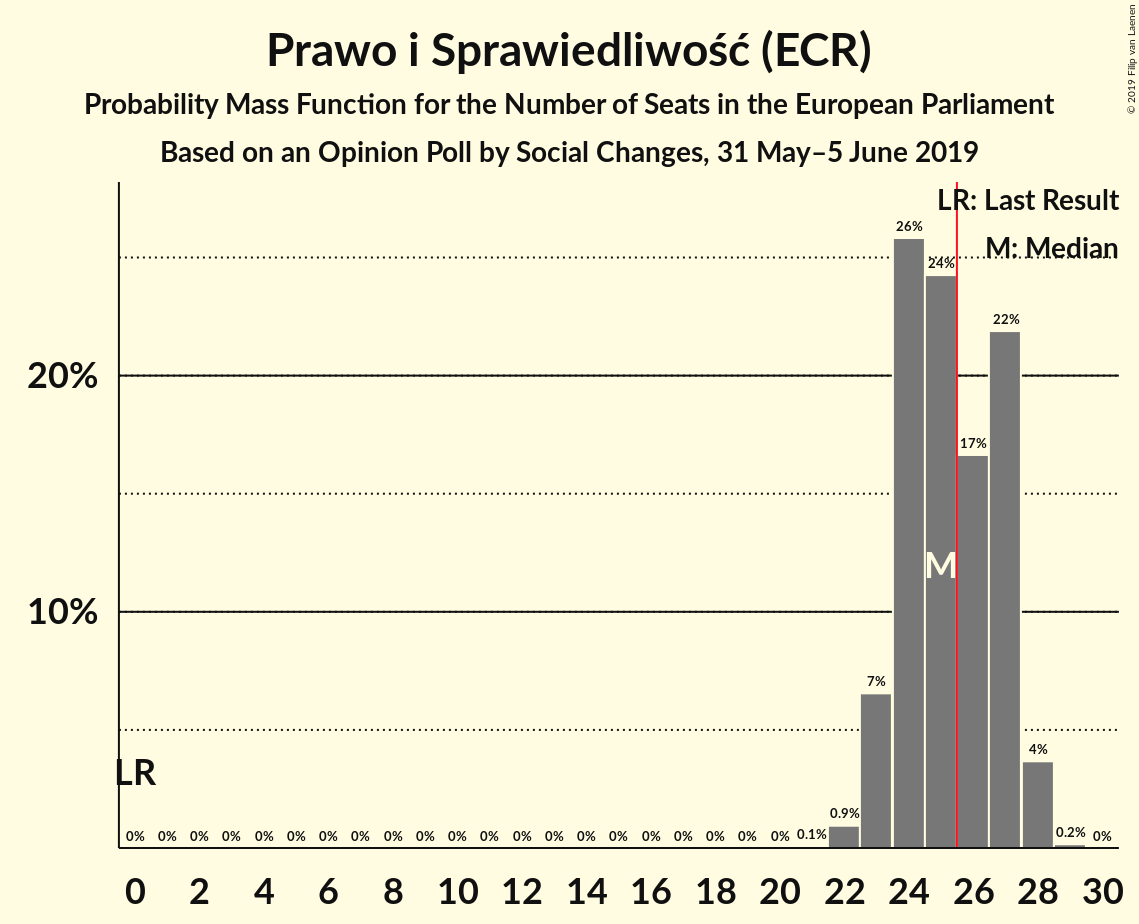 Prawo i Sprawiedliwość (ECR)
Probability Mass Function for the Number of Seats in the European Parliament
Based on an Opinion Poll by Social Changes, 31 May–5 June 2019
© 2019 Filip van Laenen
LR: Last Result
M: Median
26%
24%
22%
20%
17%
M
10%
7%
4%
LR
0% 0% 0% 0% 0% 0% 0% 0% 0% 0% 0% 0% 0% 0% 0% 0% 0% 0% 0% 0% 0% 0.1% 0.9% 0.2% 0%
0 2 4 6 8 10 12 14 16 18 20 22 24 26 28 30